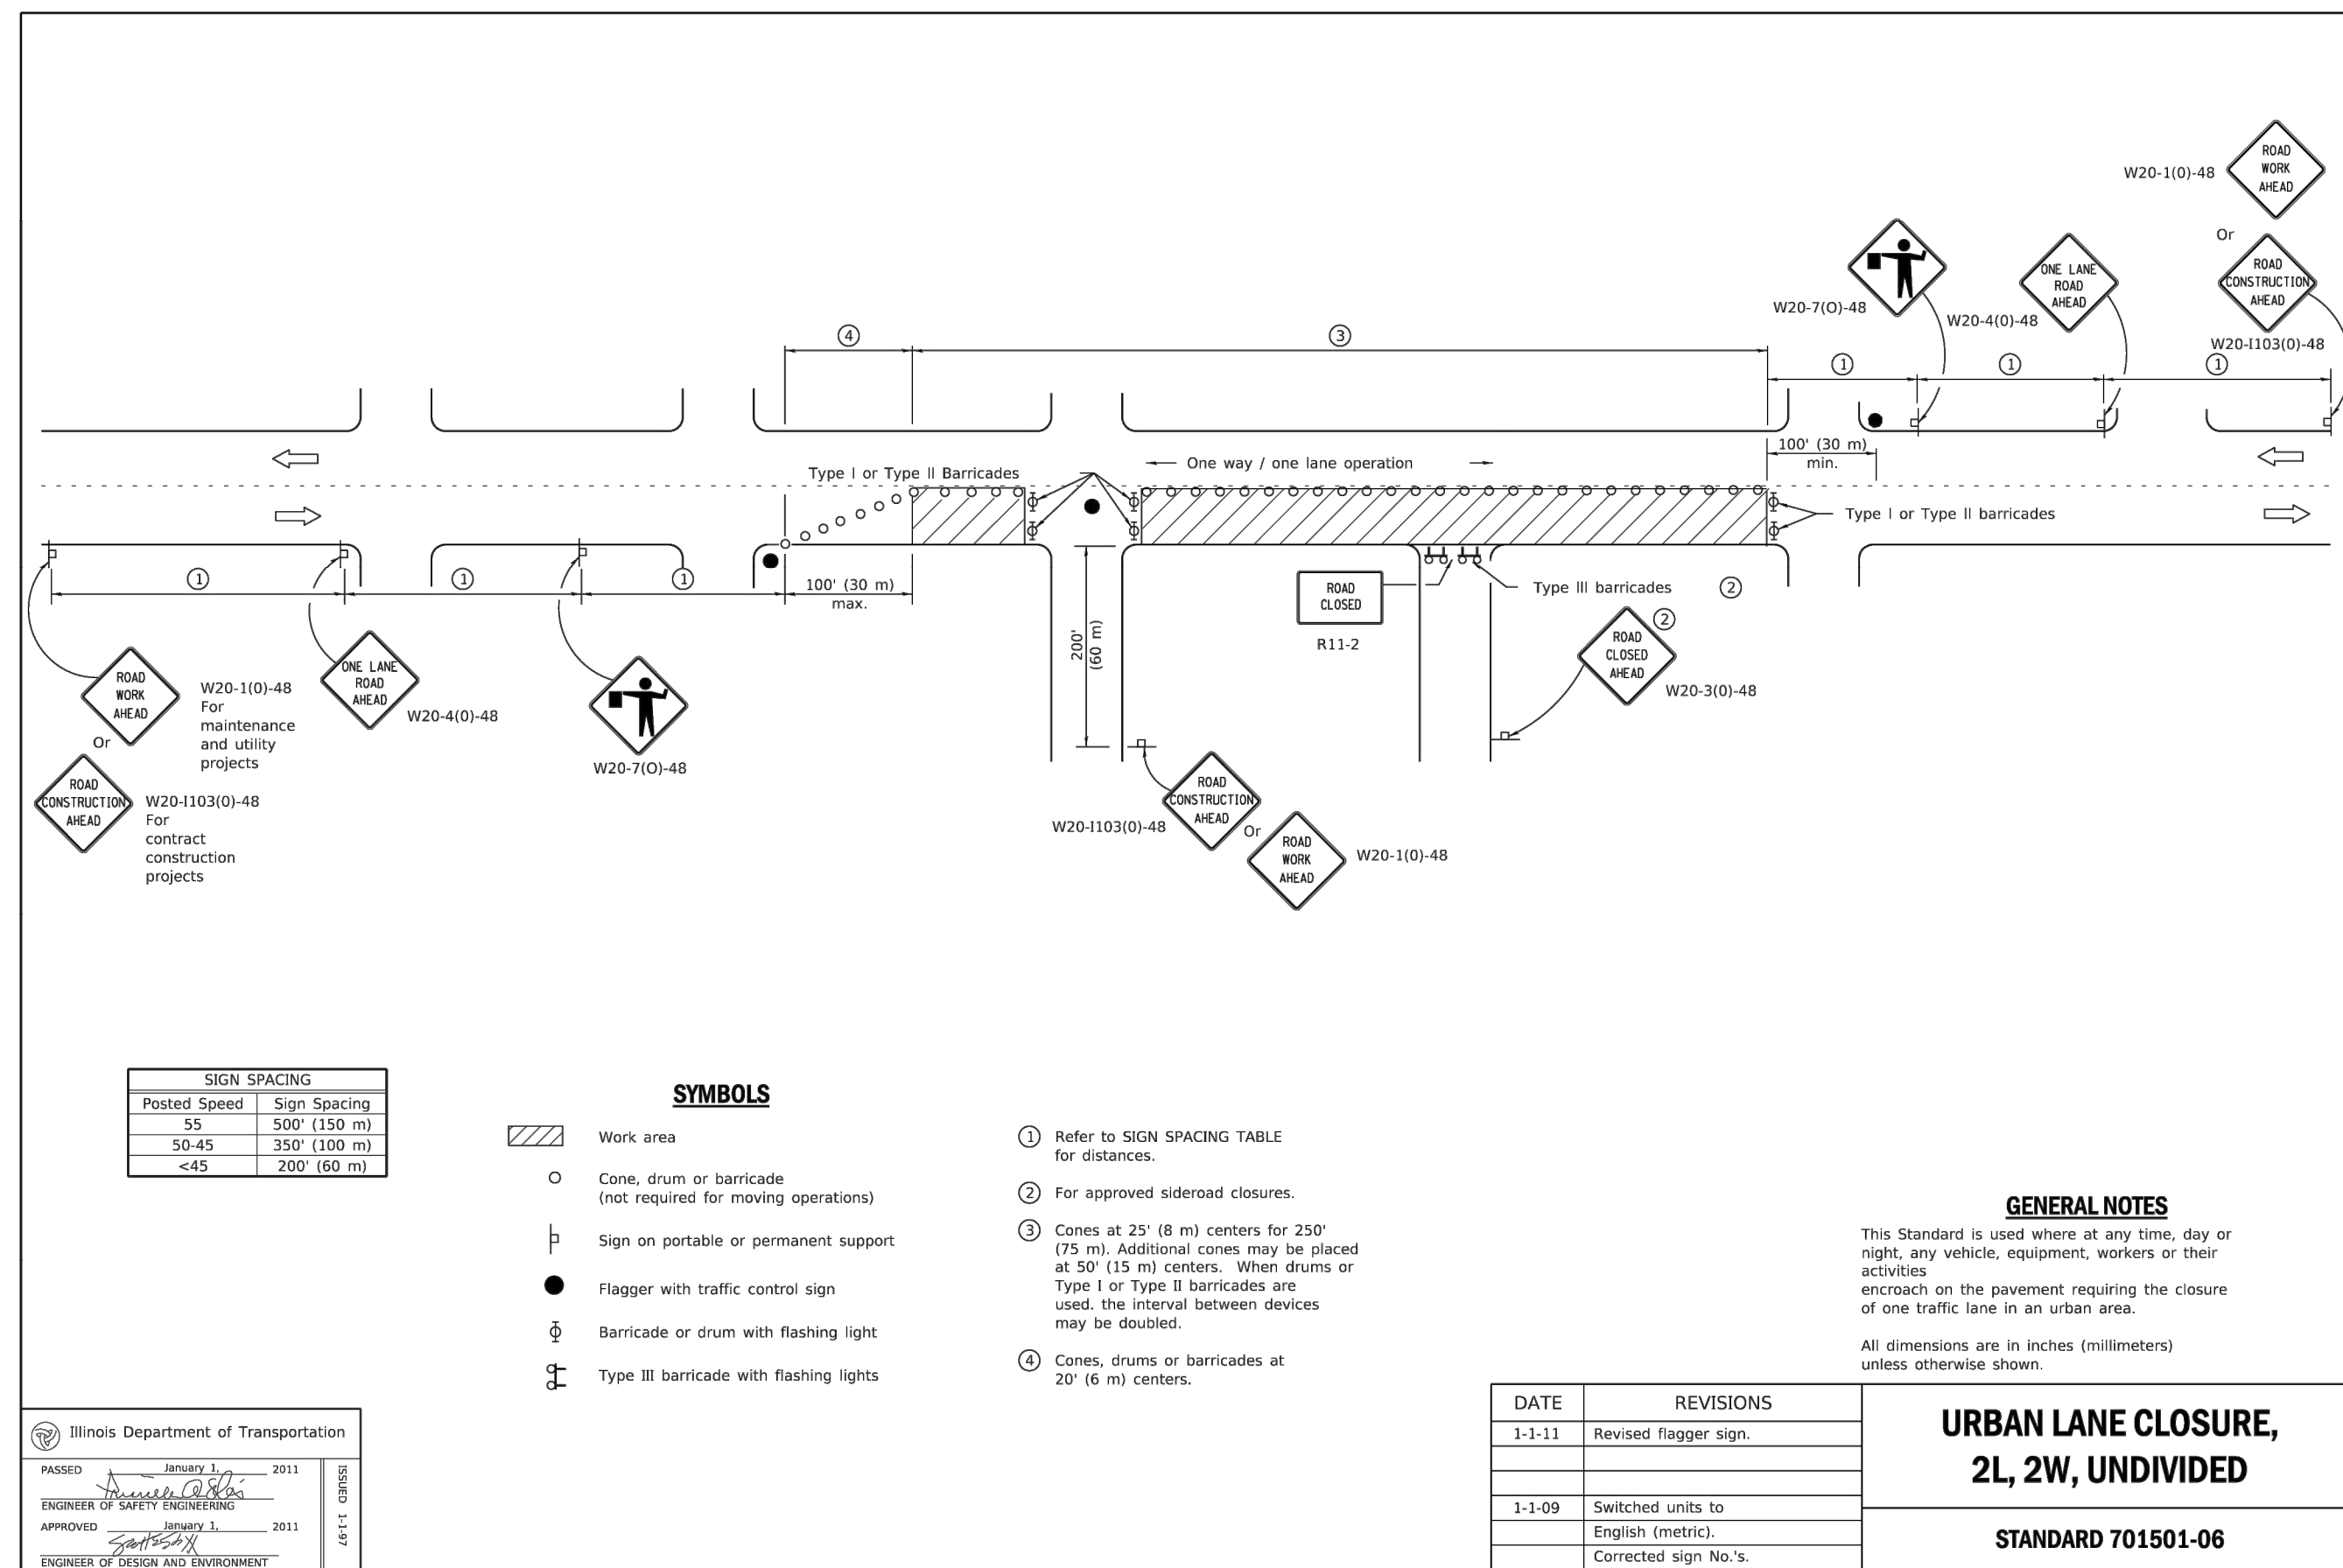 ROAD
WORK
AHEAD
W20-1(0)-48
Or
ROAD
CONSTRUCTION
AHEAD
W20-I103(0)-48
W20-7(O)-48
ONE LANE
ROAD
AHEAD
W20-4(0)-48
4
3
1
1
1
100' (30 m)
min.
Type I or Type II Barricades
One way / one lane operation
Type I or Type II barricades
1
1
1
100' (30 m)
max.
200'
(60 m)
ROAD
CLOSED
R11-2
Type III barricades
2
2
ROAD
CLOSED
AHEAD
W20-3(0)-48
ROAD
WORK
AHEAD
Or
W20-1(0)-48
For
maintenance
and utility
projects
ONE LANE
ROAD
AHEAD
W20-4(0)-48
W20-7(O)-48
ROAD
CONSTRUCTION
AHEAD
W20-I103(0)-48
For
contract
construction
projects
ROAD
CONSTRUCTION
AHEAD
W20-I103(0)-48
Or
ROAD
WORK
AHEAD
W20-1(0)-48
SIGN SPACING
Posted Speed Sign Spacing
55 500' (150 m)
50-45 350' (100 m)
<45 200' (60 m)
SYMBOLS
Work area
Cone, drum or barricade
(not required for moving operations)
Sign on portable or permanent support
Flagger with traffic control sign
Barricade or drum with flashing light
Type III barricade with flashing lights
1 Refer to SIGN SPACING TABLE
for distances.
2 For approved sideroad closures.
3 Cones at 25' (8 m) centers for 250'
(75 m). Additional cones may be placed
at 50' (15 m) centers. When drums or
Type I or Type II barricades are
used. the interval between devices
may be doubled.
4 Cones, drums or barricades at
20' (6 m) centers.
GENERAL NOTES
This Standard is used where at any time, day or
night, any vehicle, equipment, workers or their
activities
encroach on the pavement requiring the closure
of one traffic lane in an urban area.
All dimensions are in inches (millimeters)
unless otherwise shown.
Illinois Department of Transportation
PASSED January 1, 2011
ENGINEER OF SAFETY ENGINEERING
APPROVED January 1, 2011
ENGINEER OF DESIGN AND ENVIRONMENT
ISSUED 1-1-97
DATE REVISIONS
1-1-11 Revised flagger sign.
1-1-09 Switched units to
English (metric).
Corrected sign No.'s.
URBAN LANE CLOSURE,
2L, 2W, UNDIVIDED
STANDARD 701501-06